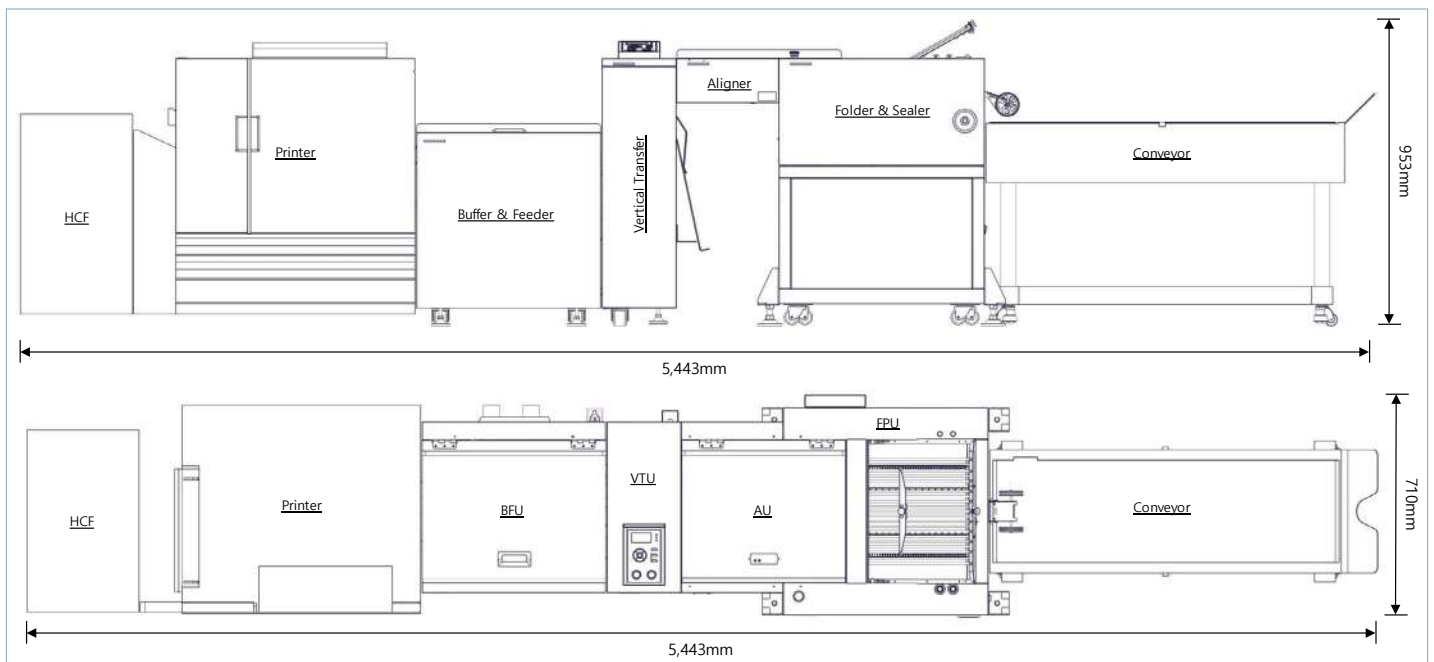 Aligner
Folder & Sealer
Printer
Vertical Transfer
Conveyor
953mm
HCF
Buffer & Feeder
5,443mm
FPU
VTU
Printer
BFU
AU
Conveyor
710mm
HCF
5,443mm